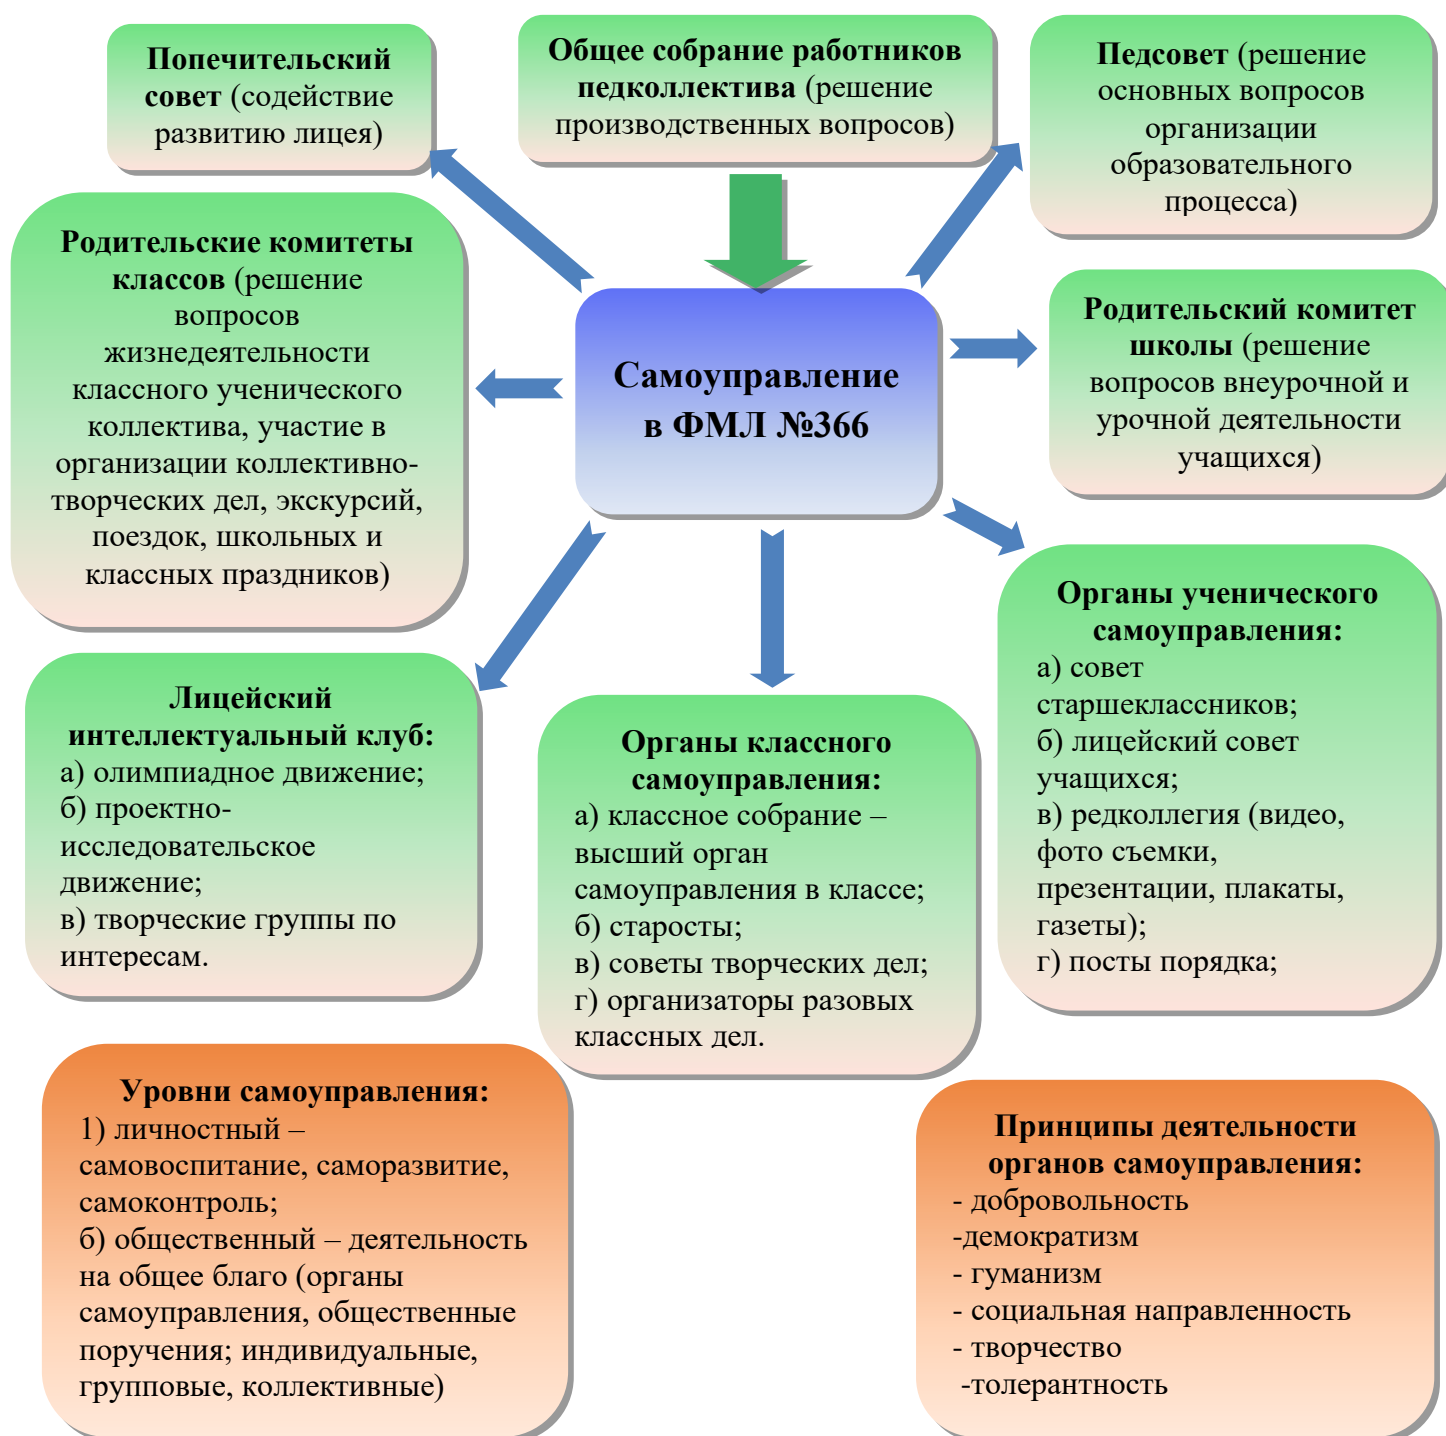 Попечительский
совет (содействие
развитию лицея)
Общее собрание работников
педколлектива (решение
производственных вопросов)
Педсовет (решение
основных вопросов
организации
образовательного
процесса)
Родительские комитеты
классов (решение
вопросов
жизнедеятельности
классного ученического
коллектива, участие в
организации коллективно-
творческих дел, экскурсий,
поездок, школьных и
классных праздников)
Самоуправление
в ФМЛ №366
Родительский комитет
школы (решение
вопросов внеурочной и
урочной деятельности
учащихся)
Лицейский
интеллектуальный клуб:
а) олимпиадное движение;
б) проектно-
исследовательское
движение;
в) творческие группы по
интересам.
Органы классного
самоуправления:
а) классное собрание –
высший орган
самоуправления в классе;
б) старосты;
в) советы творческих дел;
г) организаторы разовых
классных дел.
Органы ученического
самоуправления:
а) совет
старшеклассников;
б) лицейский совет
учащихся;
в) редколлегия (видео,
фото съемки,
презентации, плакаты,
газеты);
г) посты порядка;
Уровни самоуправления:
1) личностный –
самовоспитание, саморазвитие,
самоконтроль;
б) общественный – деятельность
на общее благо (органы
самоуправления, общественные
поручения; индивидуальные,
групповые, коллективные)
Принципы деятельности
органов самоуправления:
- добровольность
-демократизм
- гуманизм
- социальная направленность
- творчество
-толерантность